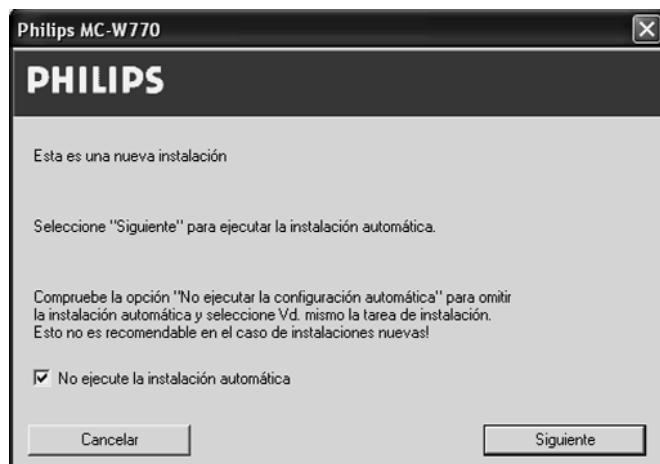 Philips MC-W770
PHILIPS
Esta es una nueva instalación
Seleccione "Siguiente" para ejecutar la instalación automática.
Compruebe la opción "No ejecutar la configuración automática" para omitir
la instalación automática y seleccione Vd. mismo la tarea de instalación.
Esto no es recomendable en el caso de instalaciones nuevas!
No ejecute la instalación automática
Cancelar
Siguiente